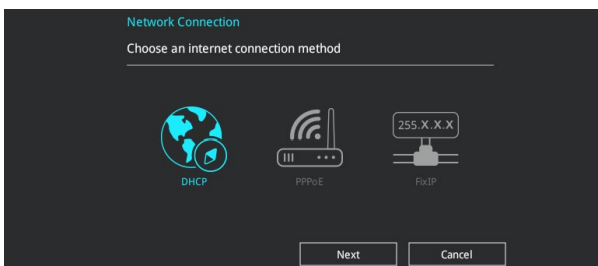 Network Connection
Choose an internet connection method
255.X.X.X
DHCP
PPPoE
FixIP
Next
Cancel